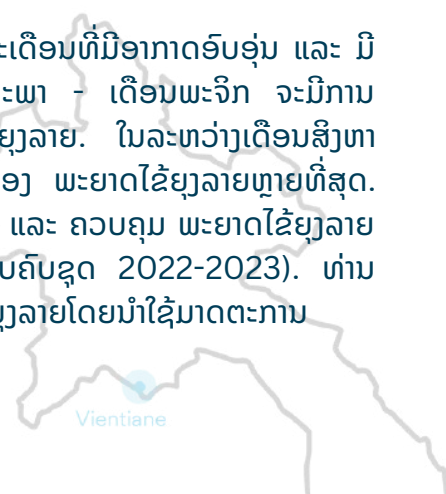 ະເດືອນທີ່ມີອາກາດອົບອຸ່ນ ແລະ ມີ
ະພາ - ເດືອນພະຈິກ ຈະມີການ
ຍຸງລາຍ. ໃນລະຫວ່າງເດືອນສິງຫາ
ອງ ພະຍາດໄຂ້ຍຸງລາຍຫຼາຍທີ່ສຸດ.
ແລະ ຄວບຄຸມ ພະຍາດໄຂ້ຍຸງລາຍ
ບຄົບຊຸດ 2022-2023). ທ່ານ
ຍຸງລາຍໂດຍນໍາໃຊ້ມາດຕະການ
Vientiane